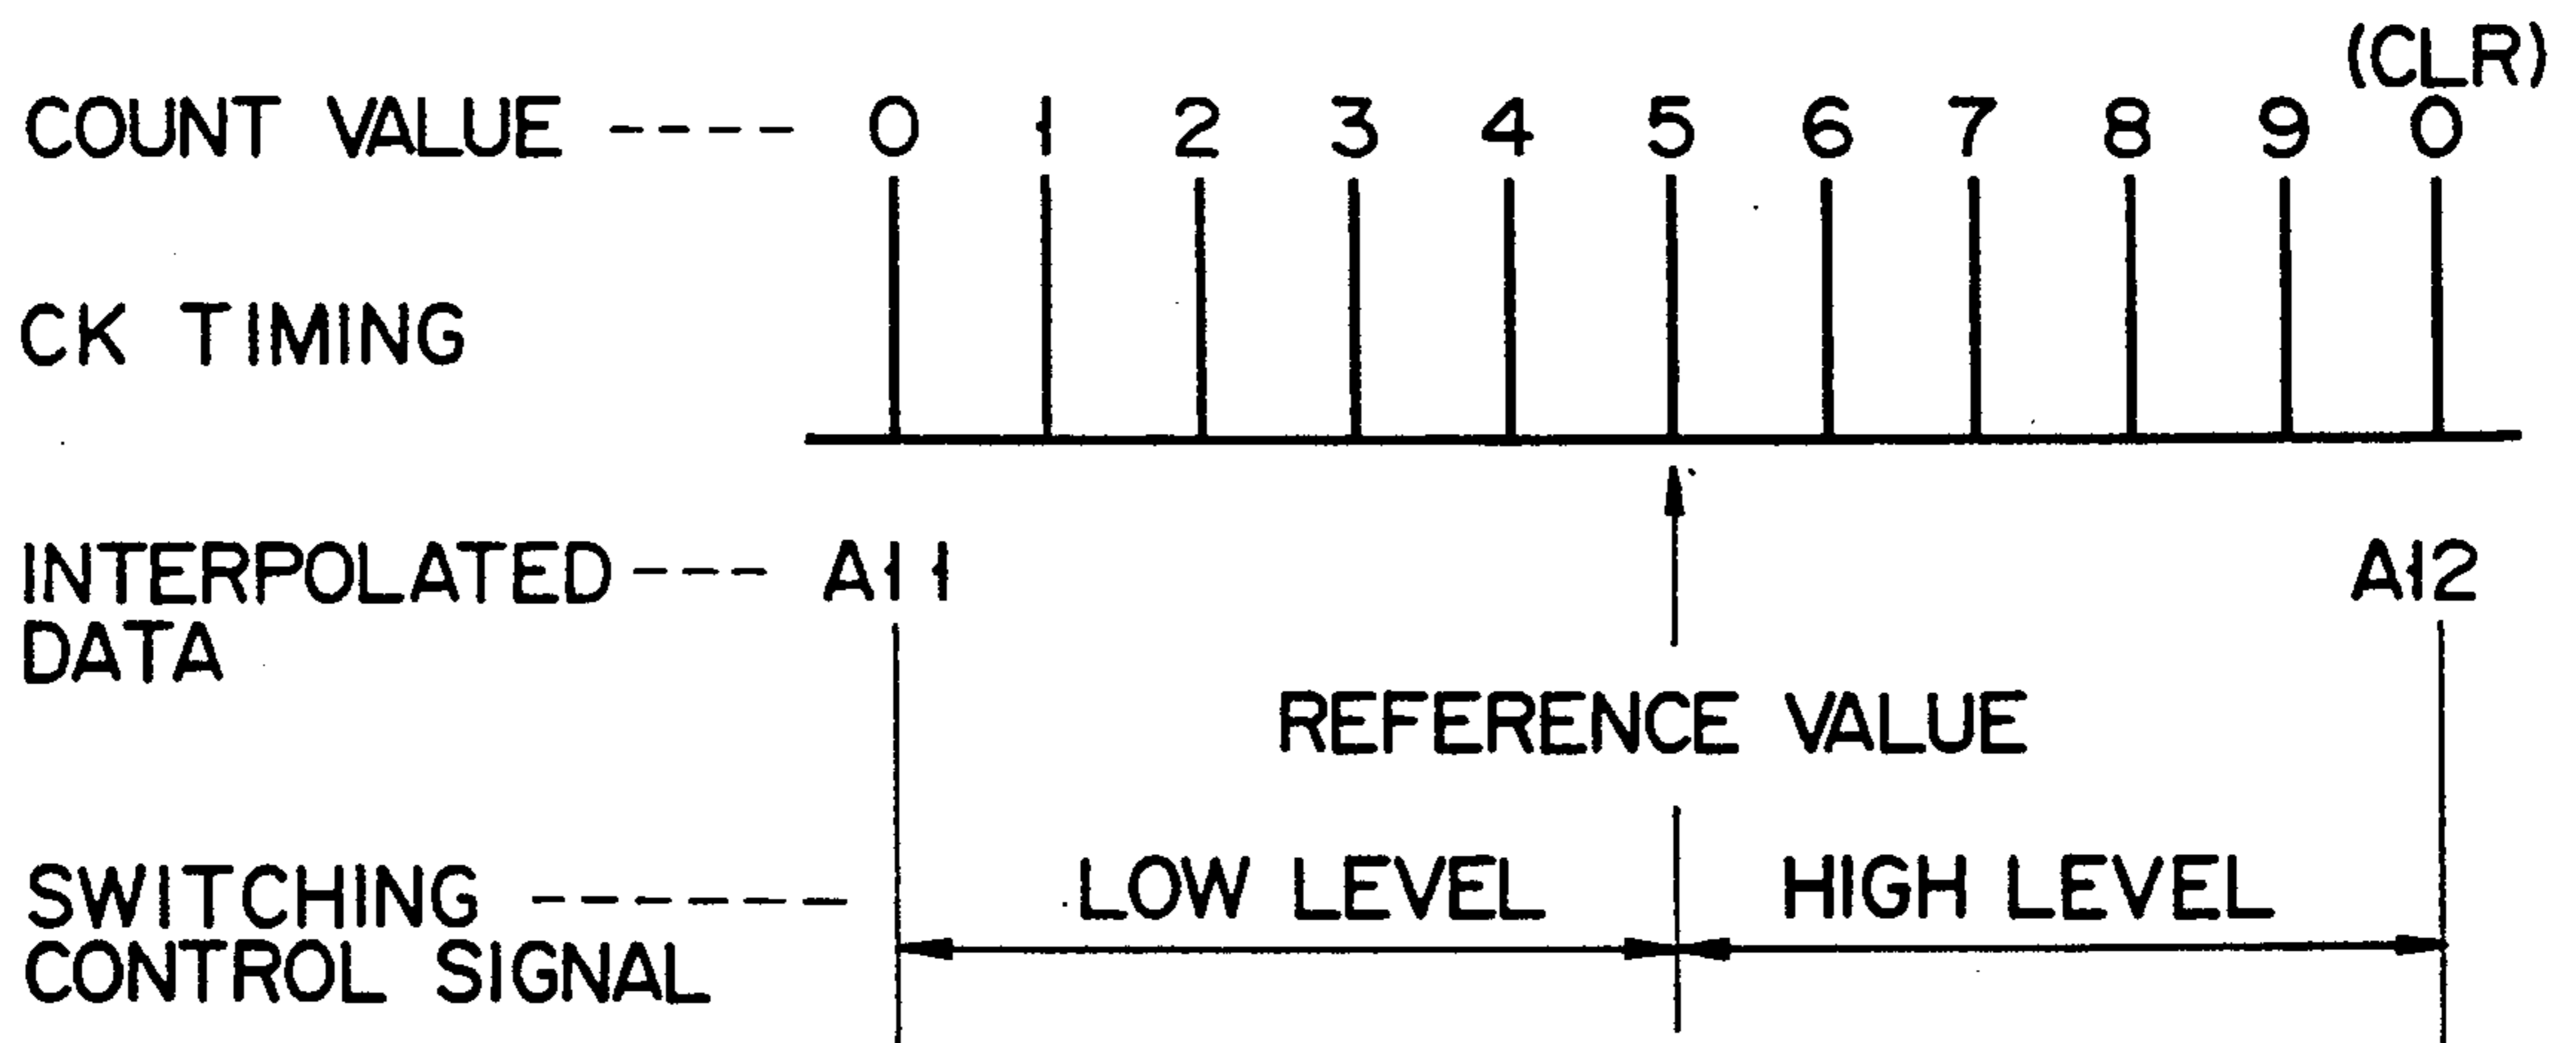 (CLR)
COUNT VALUE ---- 0 1 2 3 4 5 6 7 8 9 0
CK TIMING
INTERPOLATED --- A11 A12
DATA
REFERENCE VALUE
SWITCHING ------ LOW LEVEL HIGH LEVEL
CONTROL SIGNAL